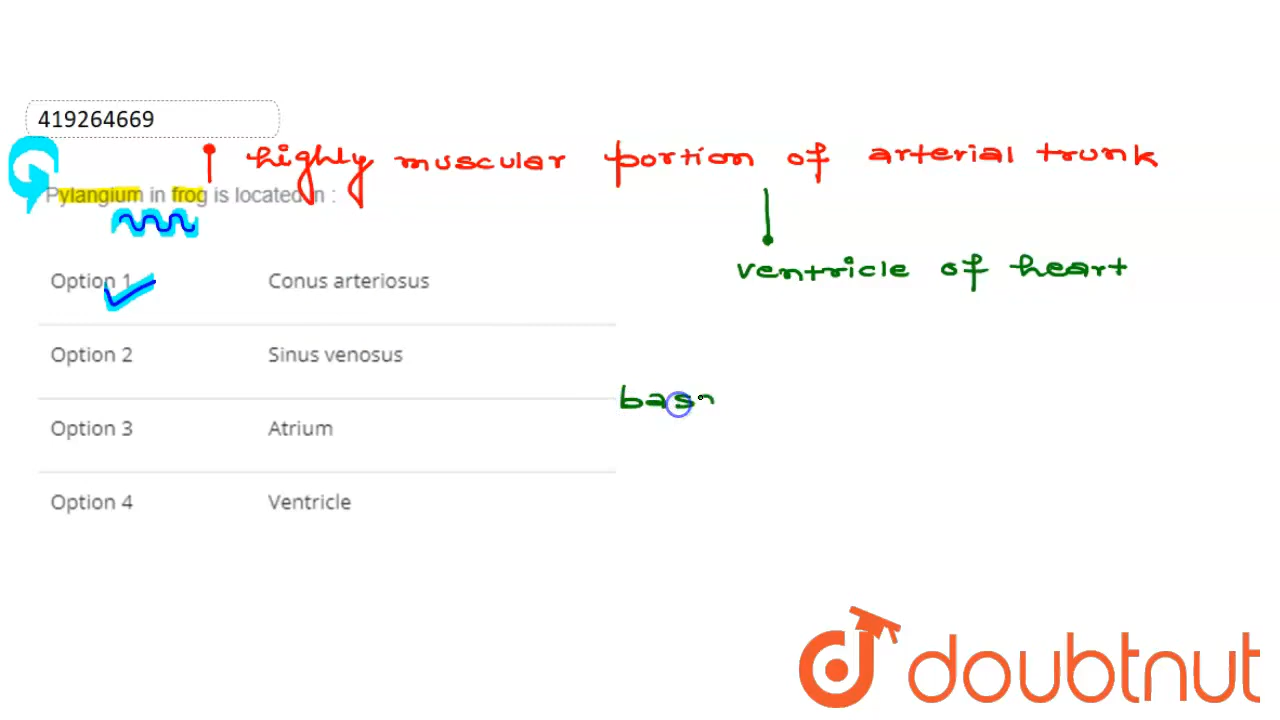 419264669
highly muscular portion of arterial trunk
Pylangium in frog is located in :
ventricle of heart
Option 1 Conus arteriosus
Option 2 Sinus venosus
Option 3 Atrium
Option 4 Ventricle
doubtnut